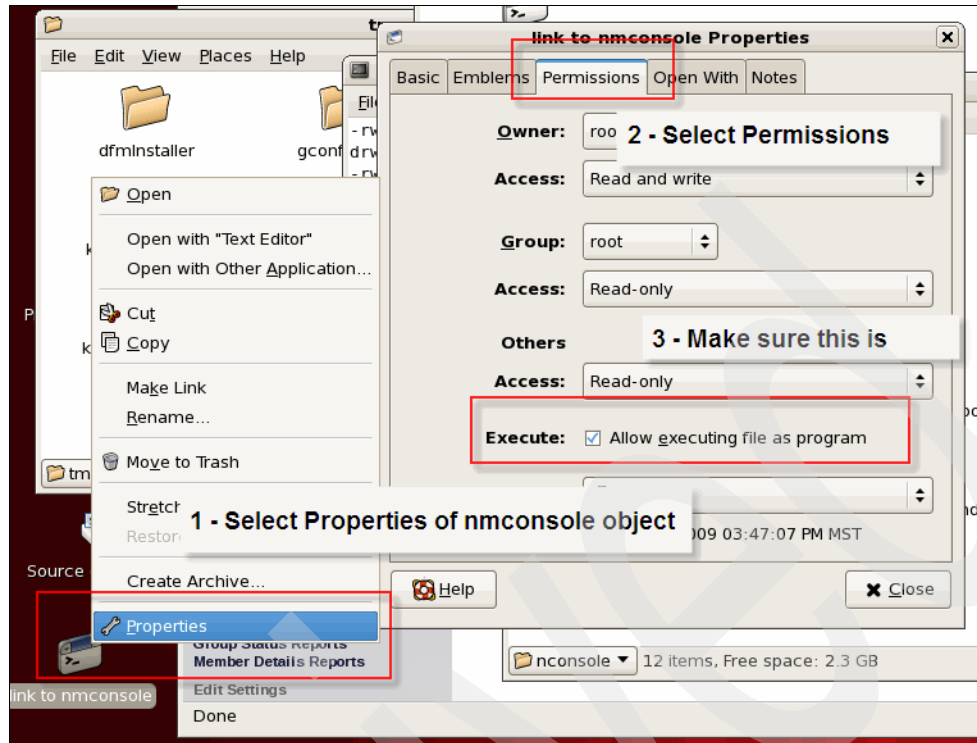 link to nmconsole Properties
File Edit View Places Help
Basic Emblems Permissions Open With Notes
dfmInstaller
gconf
Owner:
2 - Select Permissions
Access: Read and write
Group: root
Access: Read-only
Others
3 - Make sure this is
Access: Read-only
Execute: Allow executing file as program
009 03:47:07 PM MST
Help
Close
Open
Open with "Text Editor"
Open with Other Application...
Cut
Copy
Make Link
Rename...
Move to Trash
Stretch
1 - Select Properties of nmconsole object
Restore
Create Archive...
Properties
Source
link to nmconsole
Group Status Reports
Member Details Reports
Edit Settings
Done
nconsole 12 items, Free space: 2.3 GB